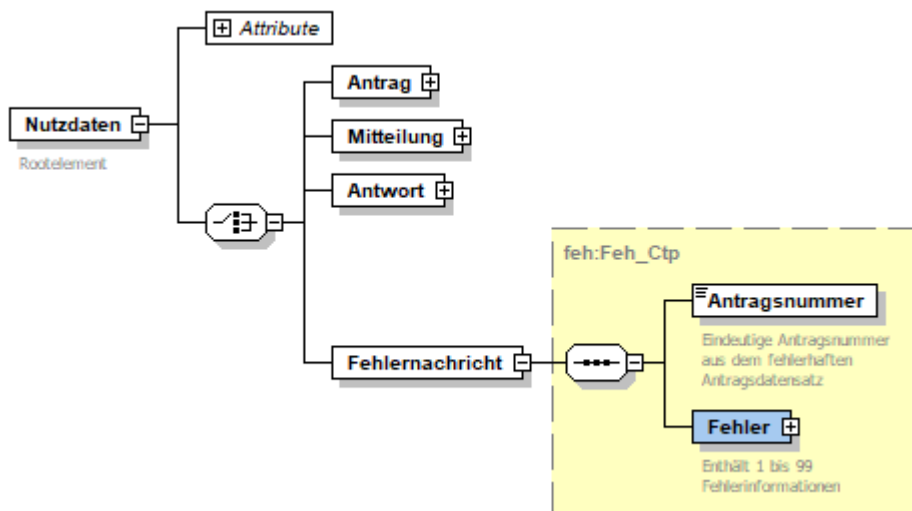 Attribute
Antrag
Nutzdaten
Mitteilung
Rootelement
Antwort
feh:Feh_Ctp
Antragsnummer
Eindeutige Antragsnummer
aus dem fehlerhaften
Antragsdatensatz
Fehlernachricht
Fehler
Enthält 1 bis 99
Fehlerinformationen